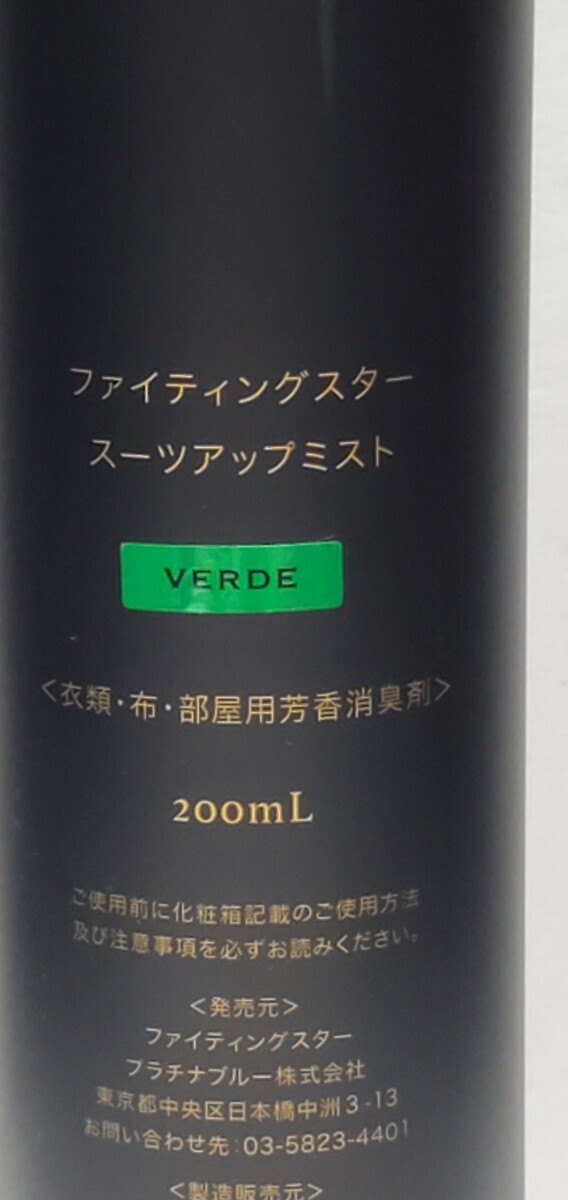 ファイティングスター
スーツアップミスト
VERDE
<衣類・布・部屋用芳香消臭剤>
200mL
ご使用前に化粧箱記載のご使用方法
及び注意事項を必ずお読みください。
<発売元>
ファイティングスター
プラチナブルー株式会社
東京都中央区日本橋中洲3-13
お問い合わせ先:03-5823-4401
<製造販売元>